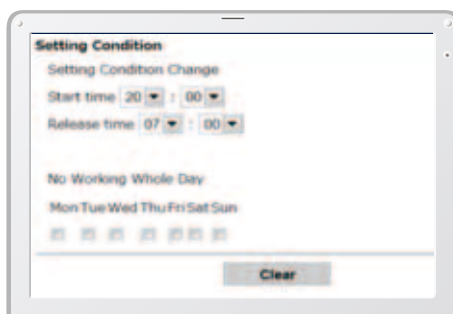 Setting Condition
Setting Condition Change
Start time 20 : 00
Release time 07 : 00
No Working Whole Day
Mon Tue Wed Thu Fri Sat Sun
Clear